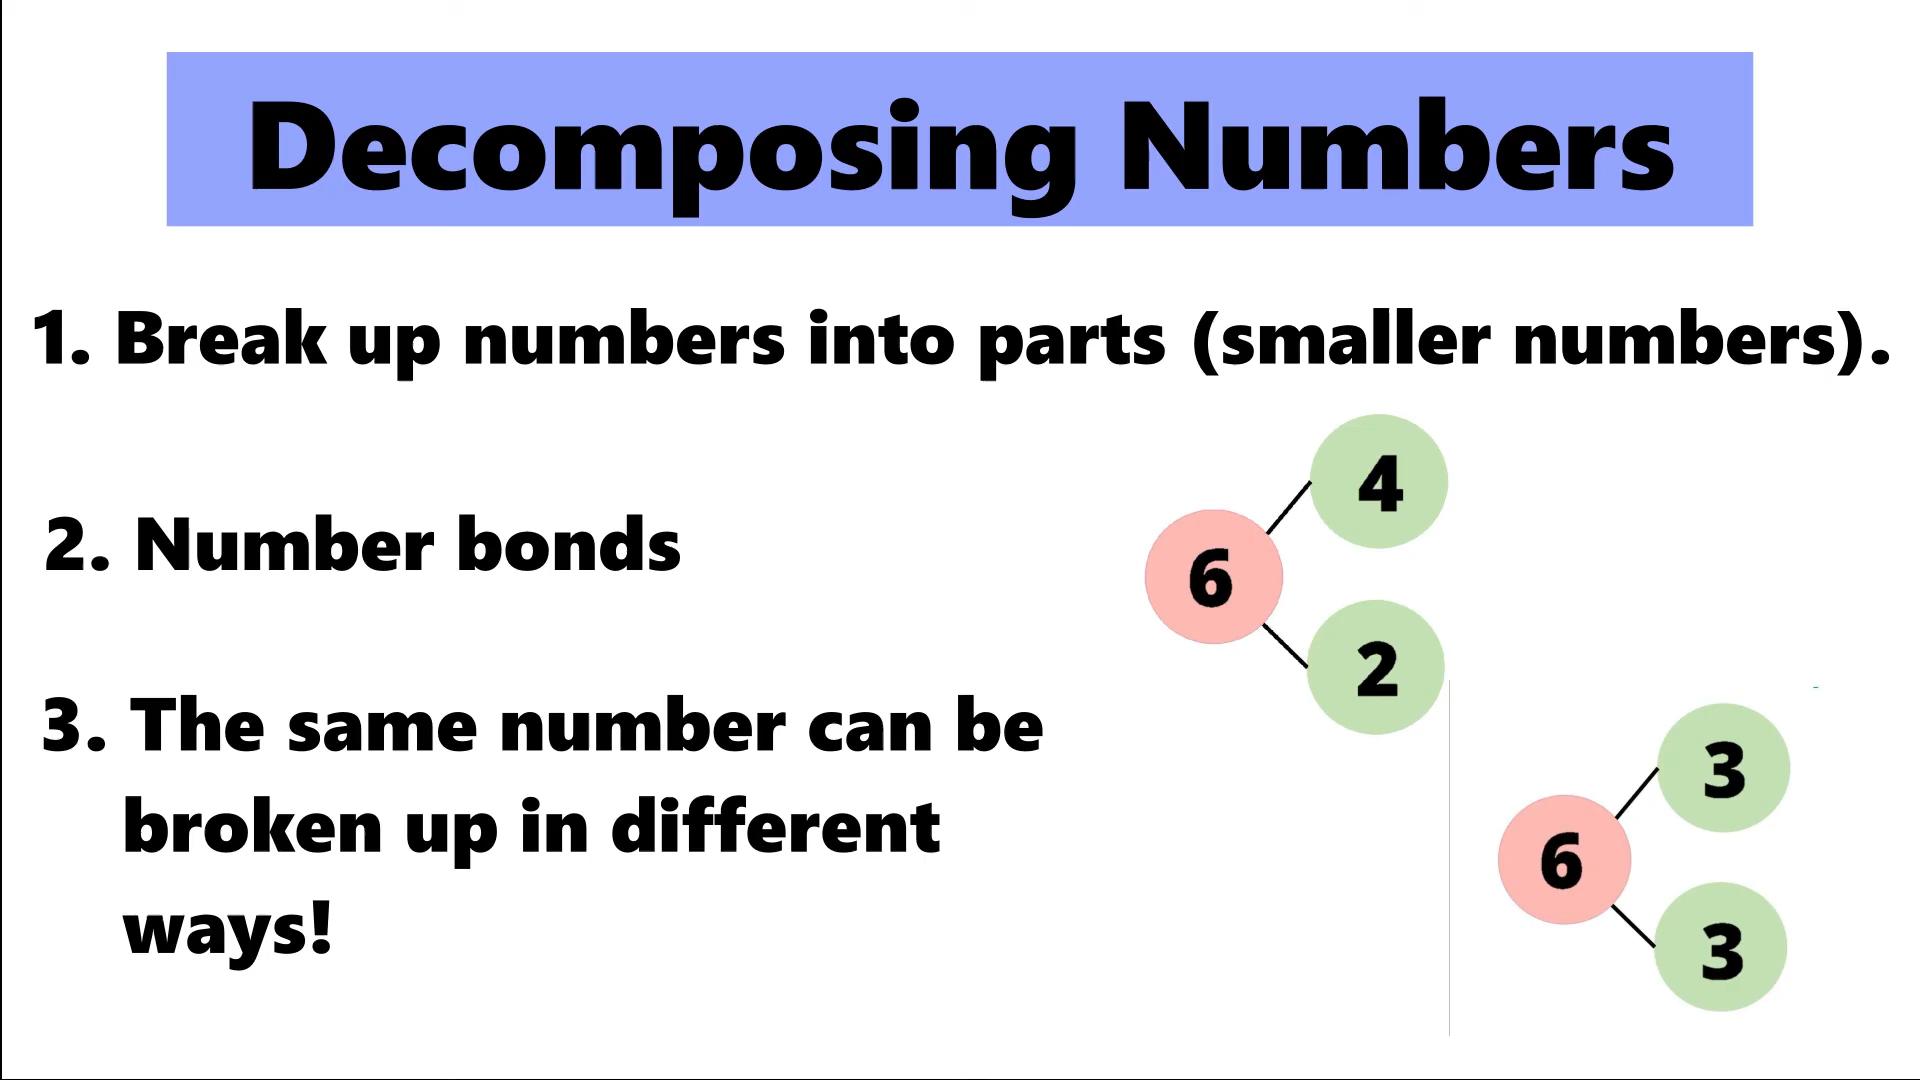 Decomposing Numbers
1. Break up numbers into parts (smaller numbers).
2. Number bonds
4
6
2
3. The same number can be
broken up in different
ways!
3
6
3